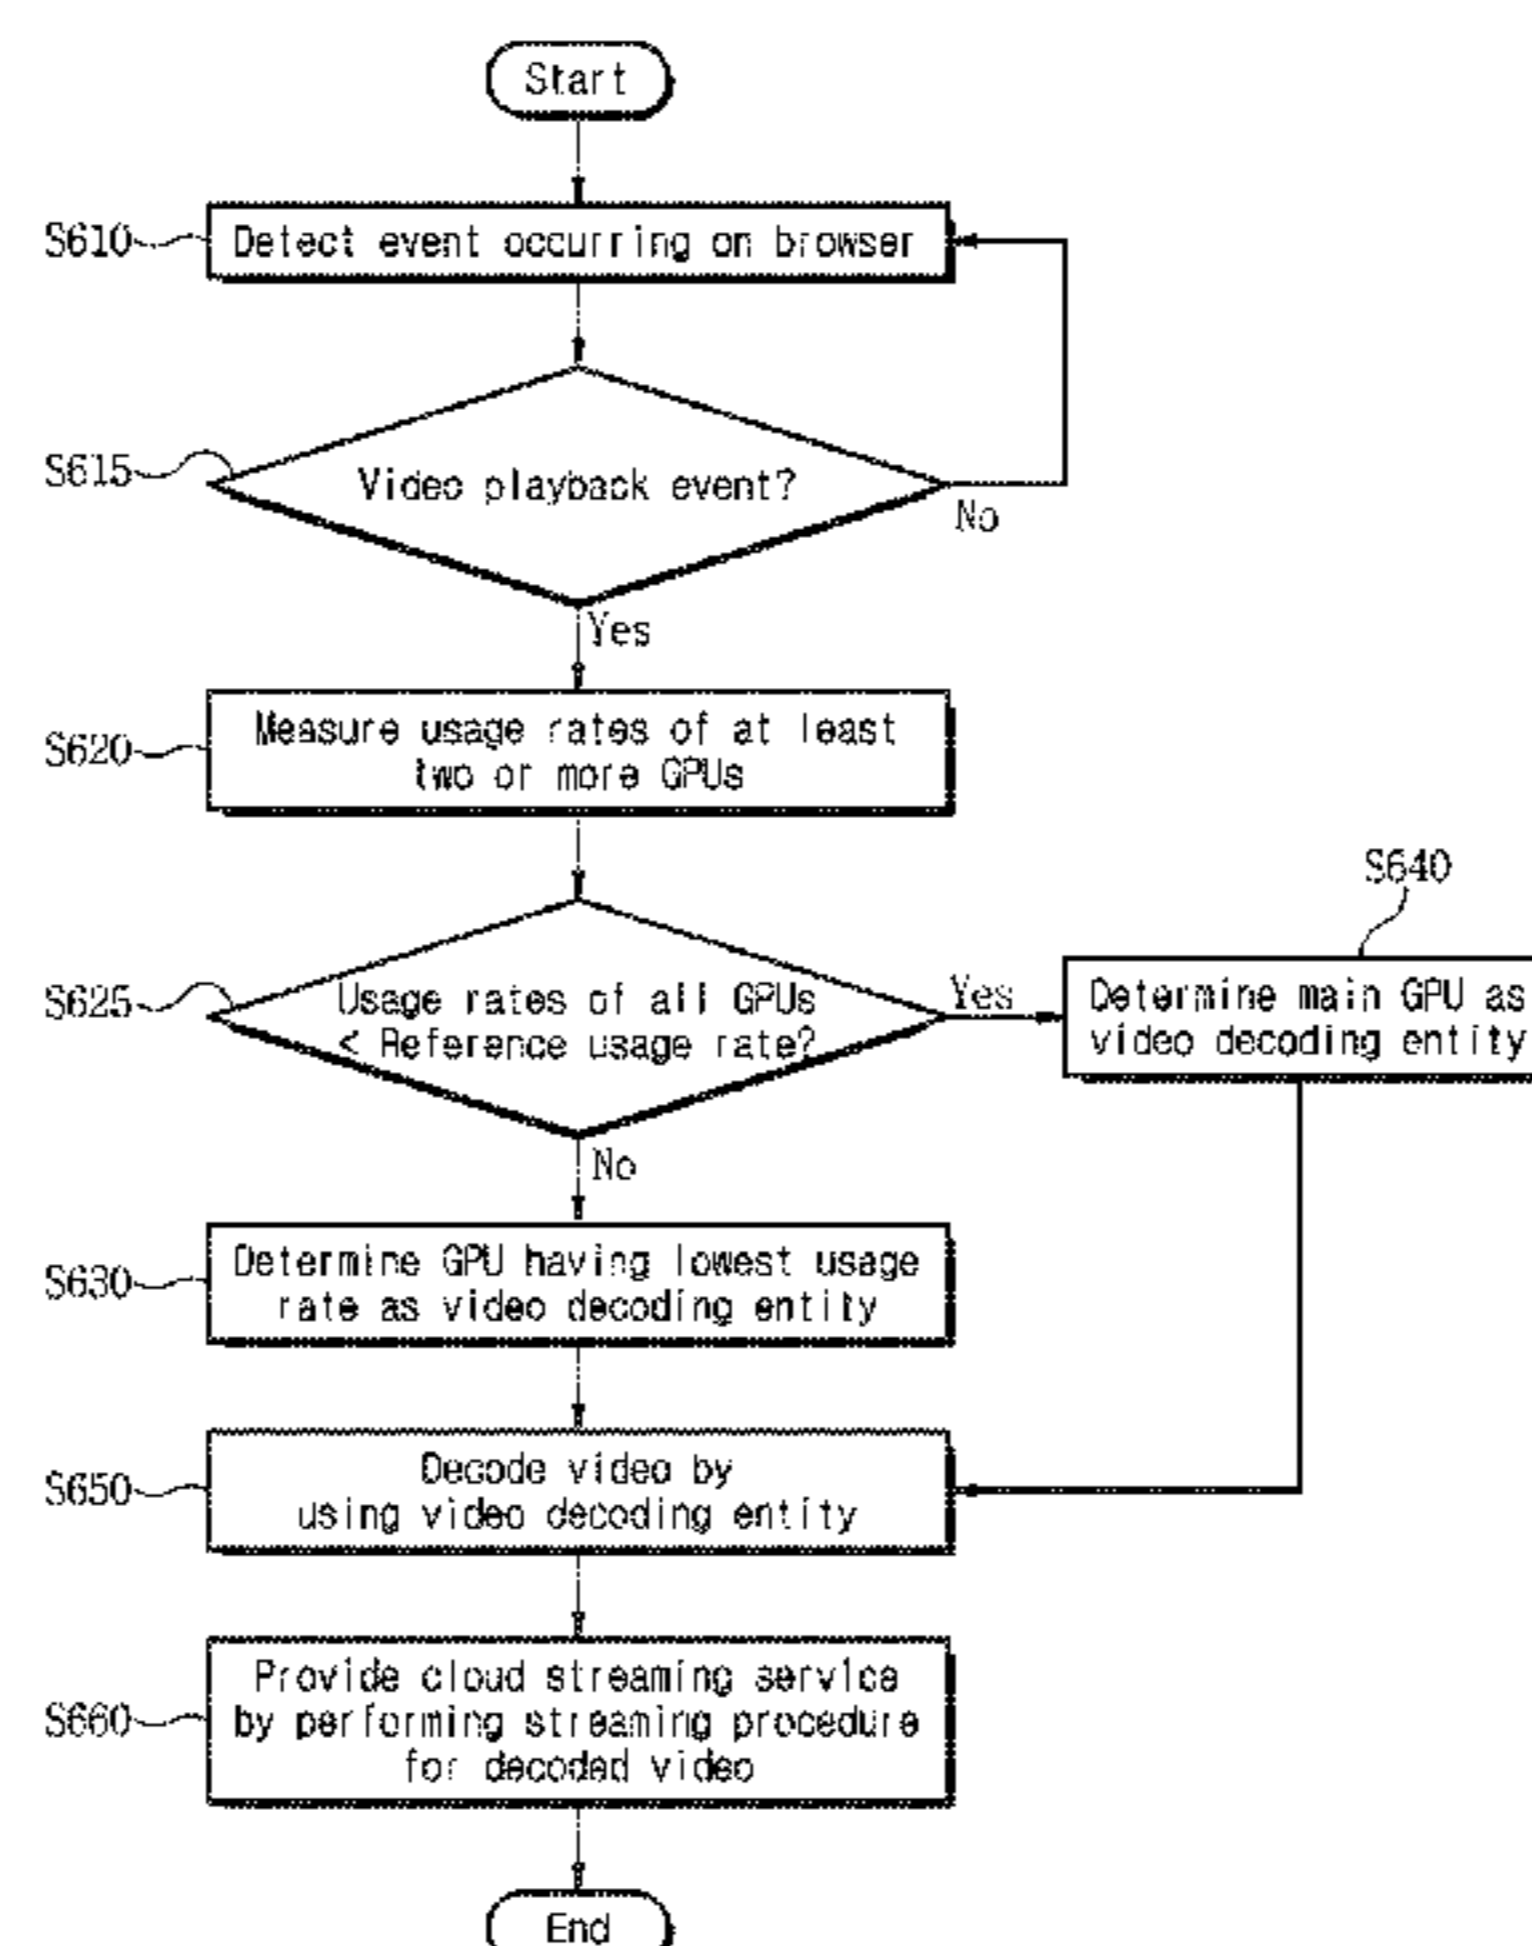 Start
S610
Detect event occurring on browser
S615
Video playback event?
No
Yes
S620
Measure usage rates of at least
two or more GPUs
S640
S625
Usage rates of all GPUs
< Reference usage rate?
Yes
Determine main GPU as
video decoding entity
No
S630
Determine GPU having lowest usage
rate as video decoding entity
S650
Decode video by
using video decoding entity
S660
Provide cloud streaming service
by performing streaming procedure
for decoded video
End